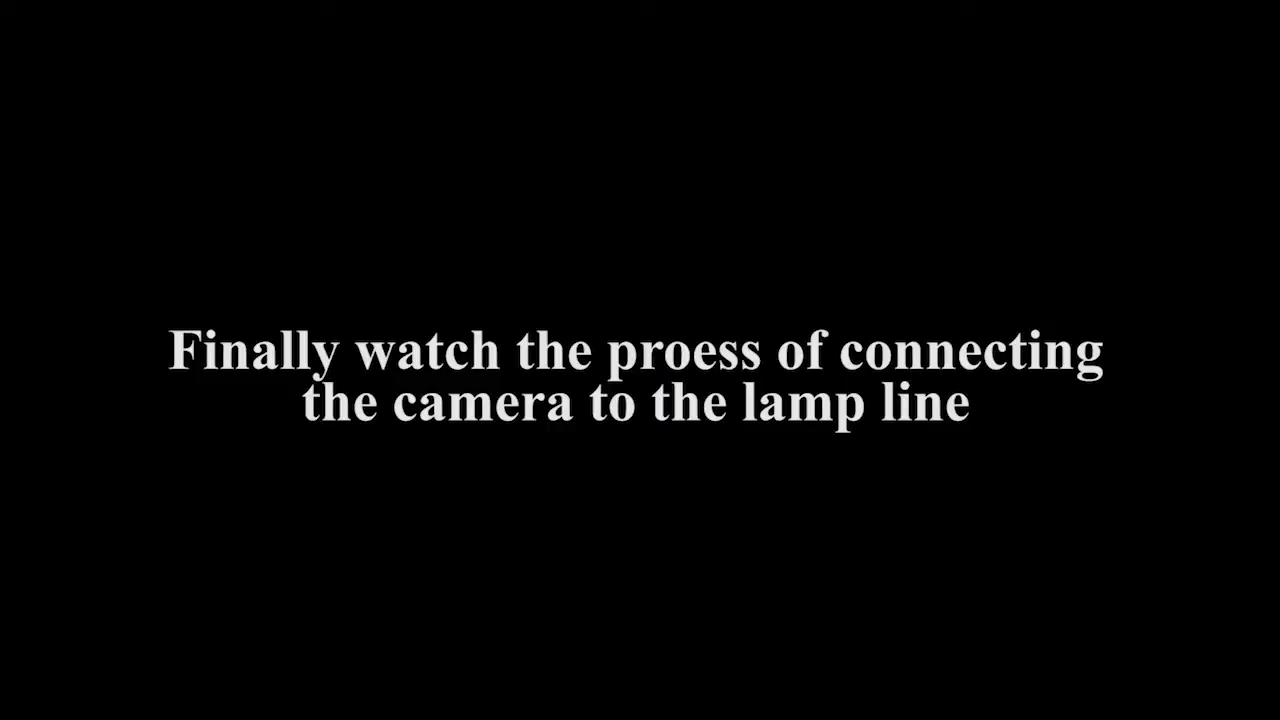 Finally watch the proess of connecting
the camera to the lamp line